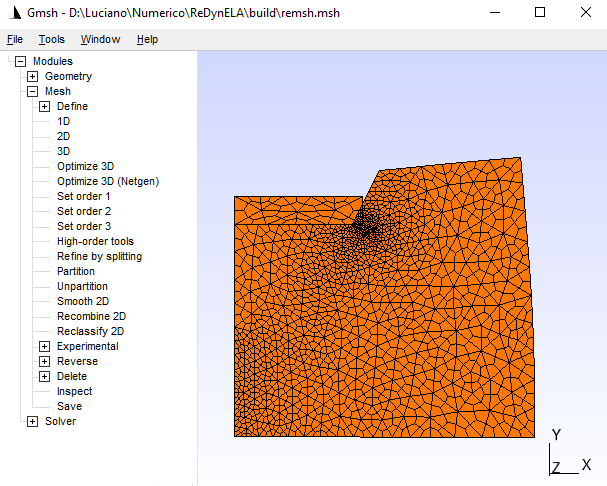 Gmsh - D:\Luciano\Numerico\ReDynELA\build\remsh.msh
File Tools Window Help
Modules
Geometry
Mesh
Define
1D
2D
3D
Optimize 3D
Optimize 3D (Netgen)
Set order 1
Set order 2
Set order 3
High-order tools
Refine by splitting
Partition
Unpartition
Smooth 2D
Recombine 2D
Reclassify 2D
Experimental
Reverse
Delete
Inspect
Save
Solver
Y
Z X